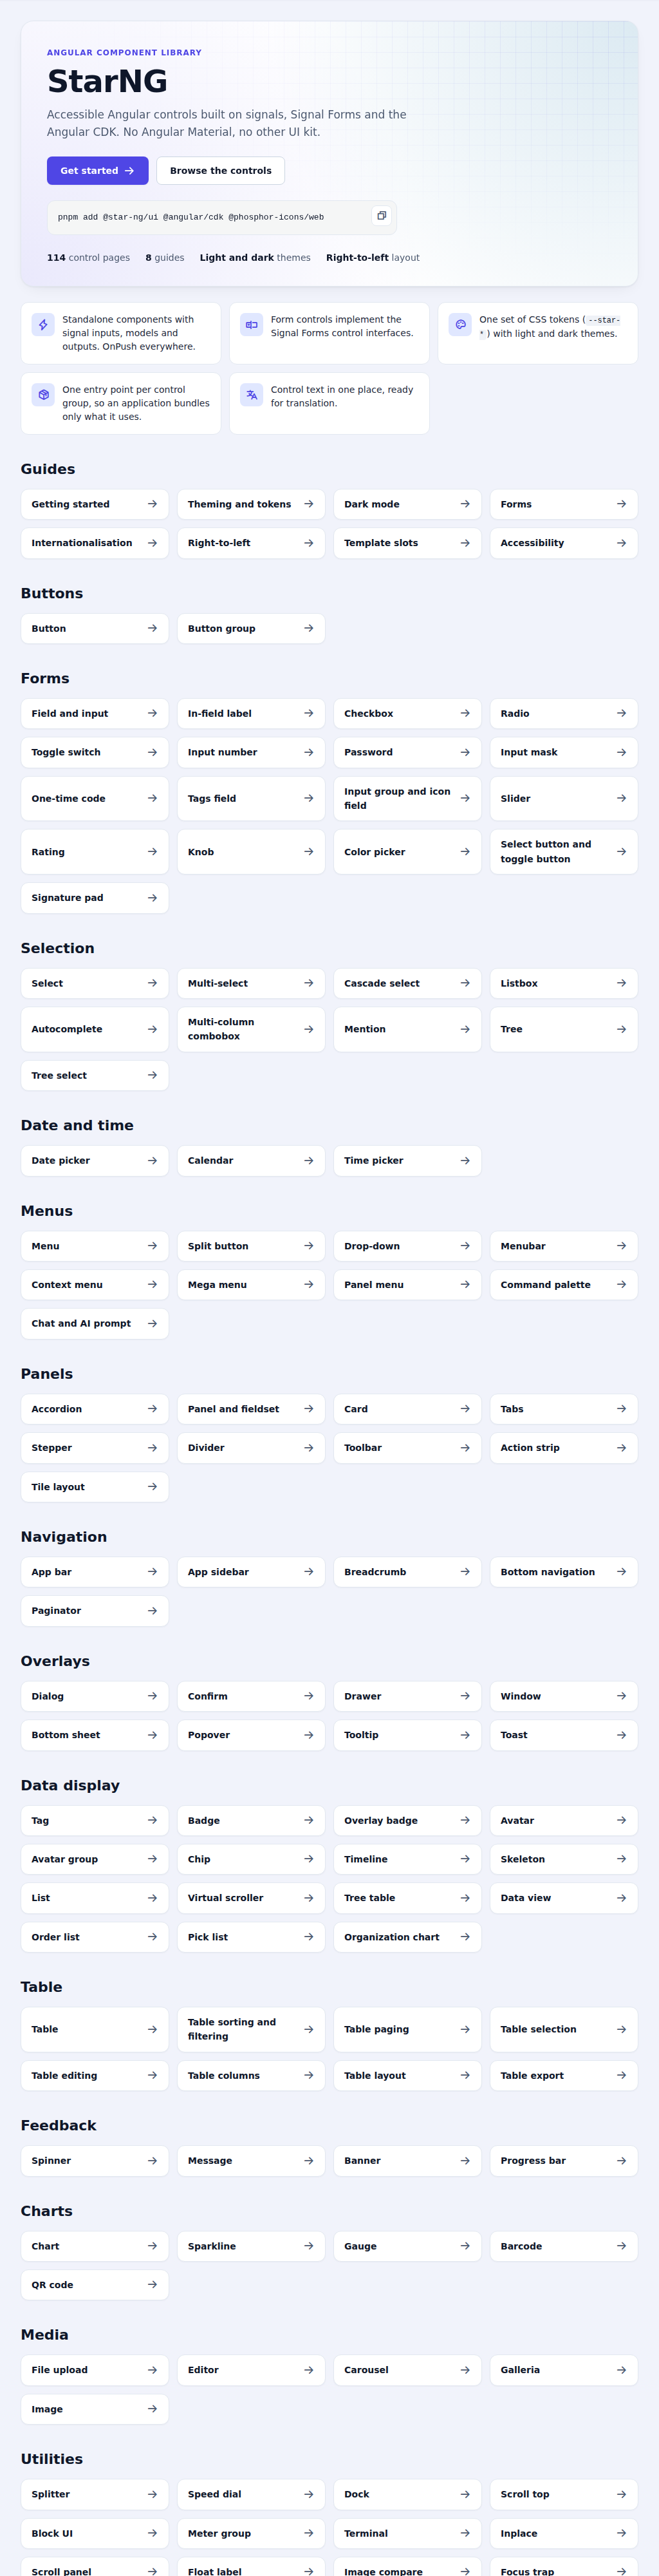 ANGULAR COMPONENT LIBRARY
StarNG
Accessible Angular controls built on signals, Signal Forms and the
Angular CDK. No Angular Material, no other UI kit.
Get started
Browse the controls
pnpm add @star-ng/ui @angular/cdk @phosphor-icons/web
114 control pages 8 guides Light and dark themes Right-to-left layout
Standalone components with
signal inputs, models and
outputs. OnPush everywhere.
Form controls implement the
Signal Forms control interfaces.
One set of CSS tokens (--star-
*) with light and dark themes.
One entry point per control
group, so an application bundles
only what it uses.
Control text in one place, ready
for translation.
Guides
Getting started
Theming and tokens
Dark mode
Forms
Internationalisation
Right-to-left
Template slots
Accessibility
Buttons
Button
Button group
Forms
Field and input
In-field label
Checkbox
Radio
Toggle switch
Input number
Password
Input mask
One-time code
Tags field
Input group and icon
field
Slider
Rating
Knob
Color picker
Select button and
toggle button
Signature pad
Selection
Select
Multi-select
Cascade select
Listbox
Autocomplete
Multi-column
combobox
Mention
Tree
Tree select
Date and time
Date picker
Calendar
Time picker
Menus
Menu
Split button
Drop-down
Menubar
Context menu
Mega menu
Panel menu
Command palette
Chat and AI prompt
Panels
Accordion
Panel and fieldset
Card
Tabs
Stepper
Divider
Toolbar
Action strip
Tile layout
Navigation
App bar
App sidebar
Breadcrumb
Bottom navigation
Paginator
Overlays
Dialog
Confirm
Drawer
Window
Bottom sheet
Popover
Tooltip
Toast
Data display
Tag
Badge
Overlay badge
Avatar
Avatar group
Chip
Timeline
Skeleton
List
Virtual scroller
Tree table
Data view
Order list
Pick list
Organization chart
Table
Table
Table sorting and
filtering
Table paging
Table selection
Table editing
Table columns
Table layout
Table export
Feedback
Spinner
Message
Banner
Progress bar
Charts
Chart
Sparkline
Gauge
Barcode
QR code
Media
File upload
Editor
Carousel
Galleria
Image
Utilities
Splitter
Speed dial
Dock
Scroll top
Block UI
Meter group
Terminal
Inplace
Scroll panel
Float label
Image compare
Focus trap